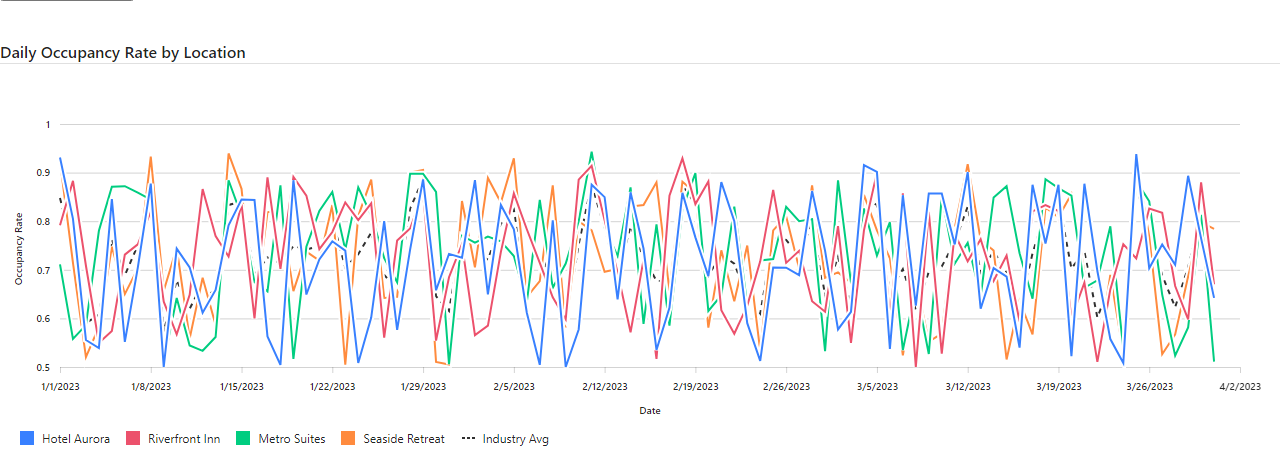 Daily Occupancy Rate by Location
1
0.9
0.8
0.7
0.6
0.5
Occupancy Rate
1/1/2023 1/8/2023 1/15/2023 1/22/2023 1/29/2023 2/5/2023 2/12/2023 2/19/2023 2/26/2023 3/5/2023 3/12/2023 3/19/2023 3/26/2023 4/2/2023
Date
Hotel Aurora Riverfront Inn Metro Suites Seaside Retreat Industry Avg